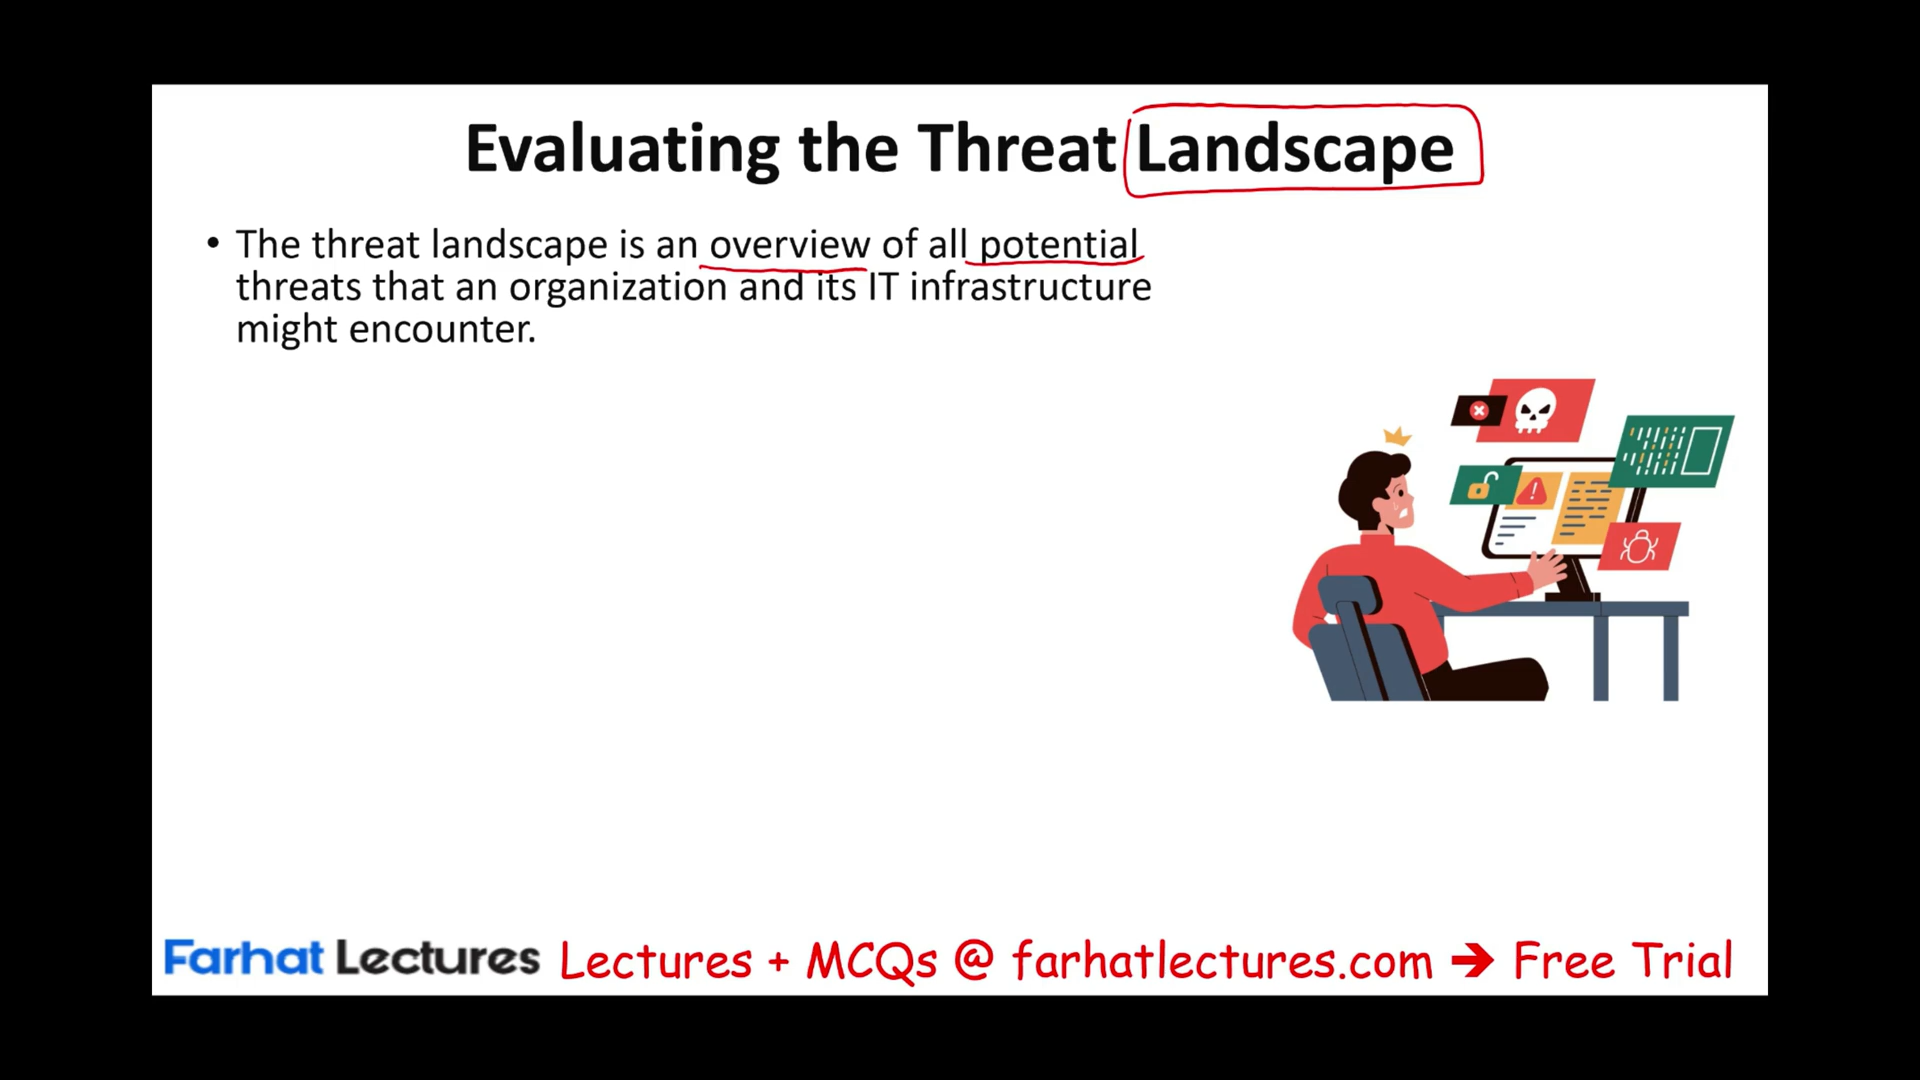 Evaluating the Threat Landscape
• The threat landscape is an overview of all potential
threats that an organization and its IT infrastructure
might encounter.
Farhat Lectures Lectures + MCQs @ farhatlectures.com → Free Trial